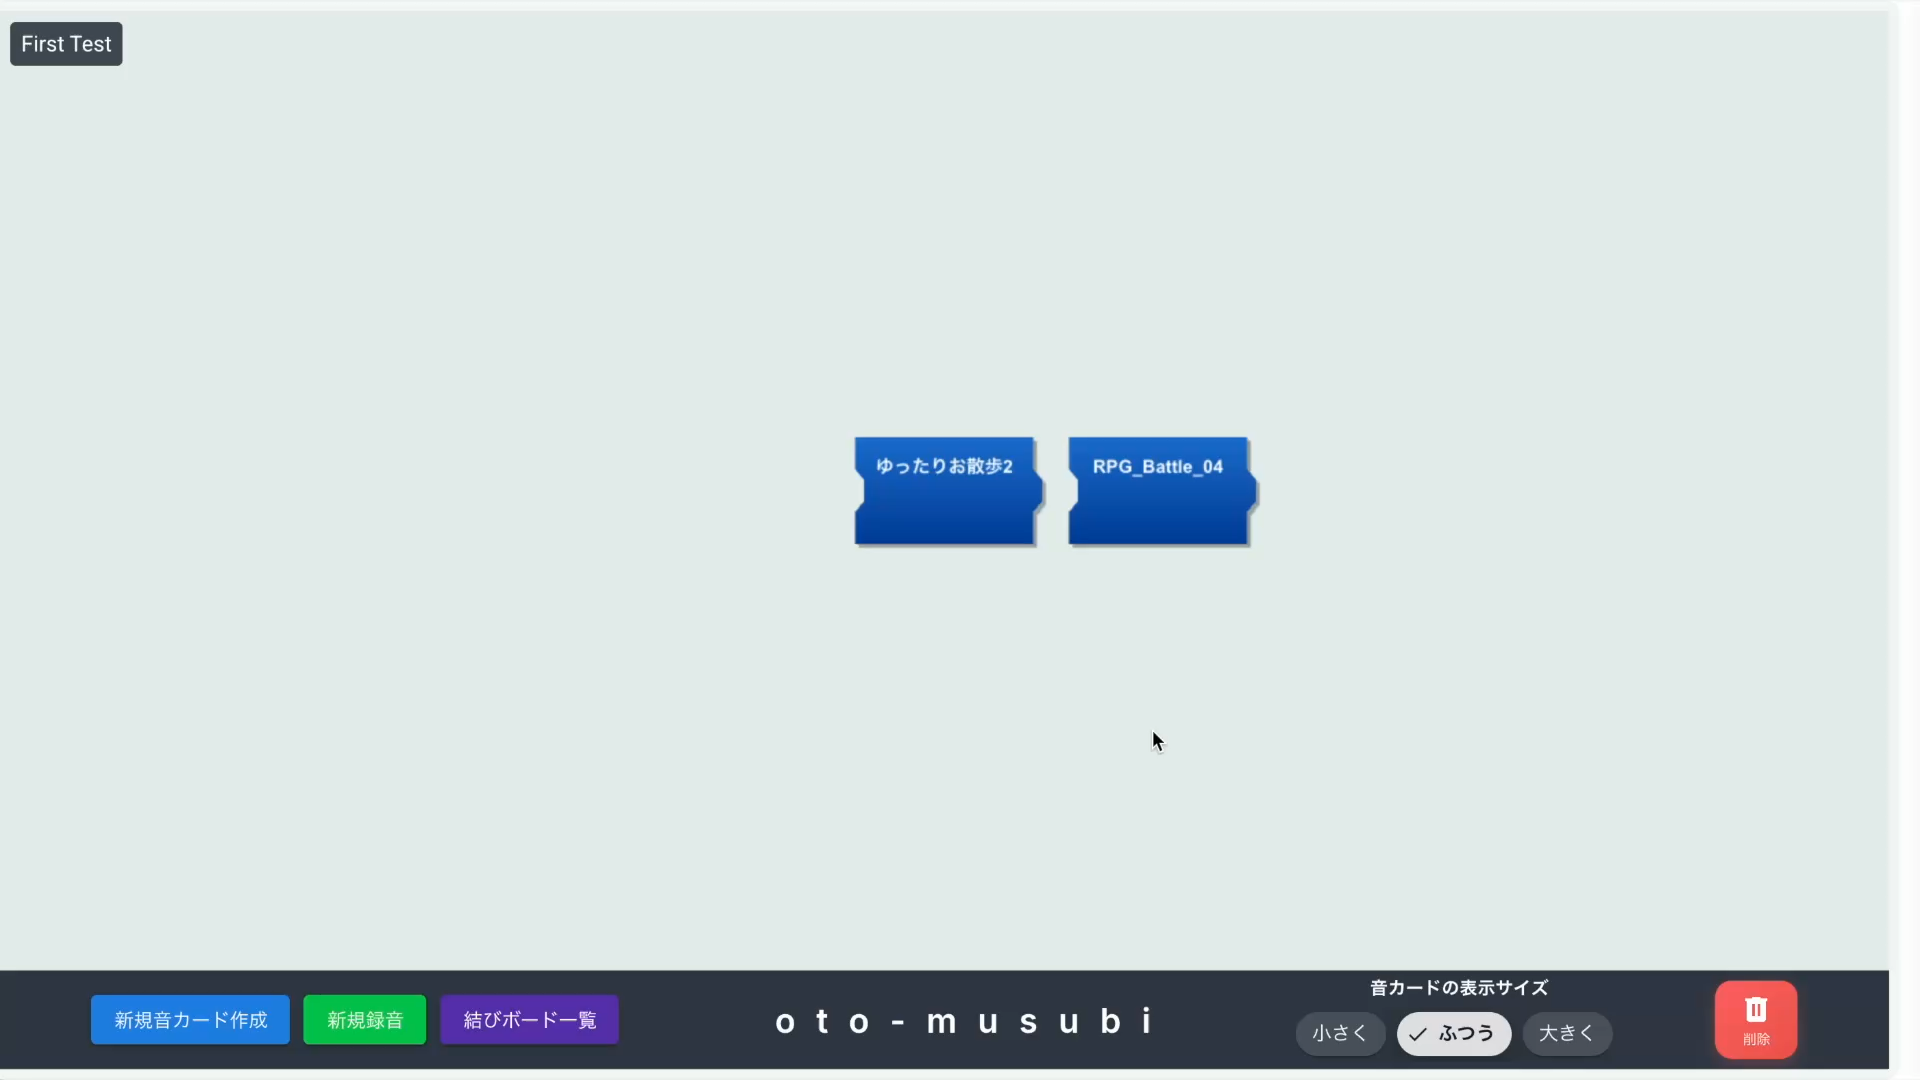 First Test
ゆったりお散歩2
RPG_Battle_04
新規音カード作成
新規録音
結びボード一覧
oto-musubi
音カードの表示サイズ
小さく
ふつう
大きく
削除